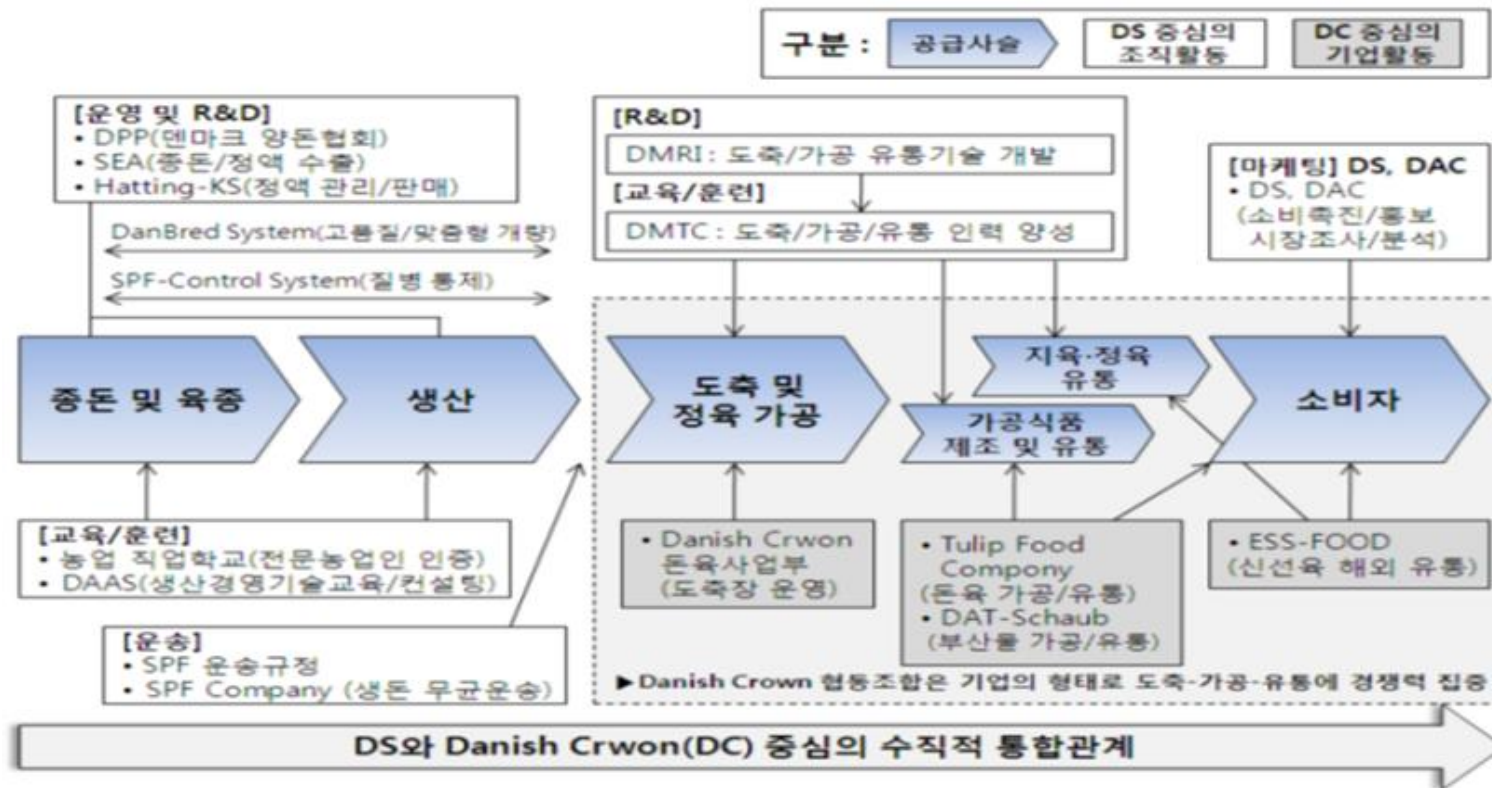 구분 :
공급사슬
DS 중심의
조직활동
DC 중심의
기업활동
[운영 및 R&D]
• DPP(덴마크 양돈협회)
• SEA(종돈/정액 수출)
• Hatting-KS(정액 관리/판매)
DanBred System(고품질/맞춤형 개량)
SPF-Control System(질병 통제)
[R&D]
DMRI : 도축/가공 유통기술 개발
[교육/훈련]
DMTC : 도축/가공/유통 인력 양성
[마케팅] DS, DAC
• DS, DAC
(소비촉진/홍보
시장조사/분석)
종돈 및 육종
생산
도축 및
정육 가공
지육·정육
유통
가공식품
제조 및 유통
소비자
[교육/훈련]
• 농업 직업학교(전문농업인 인증)
• DAAS(생산경영기술교육/컨설팅)
[운송]
• SPF 운송규정
• SPF Company (생돈 무균운송)
• Danish Crwon
돈육사업부
(도축장 운영)
• Tulip Food
Company
(돈육 가공/유통)
• DAT-Schaub
(부산물 가공/유통)
• ESS-FOOD
(신선육 해외 유통)
▶Danish Crown 협동조합은 기업의 형태로 도축-가공-유통에 경쟁력 집중
DS와 Danish Crwon(DC) 중심의 수직적 통합관계